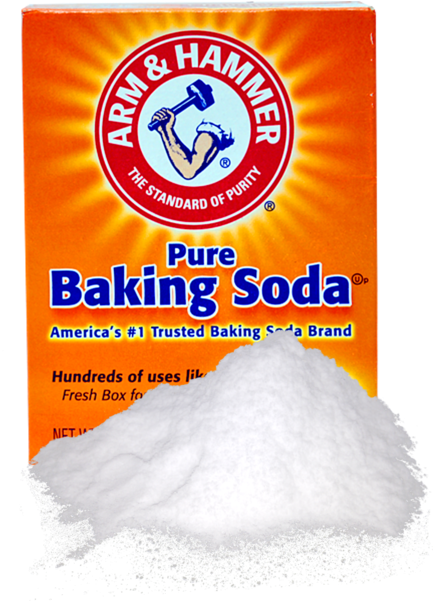 ARM & HAMMER
®
THE STANDARD OF PURITY
®
Pure
Baking Soda Ⓤp
America's #1 Trusted Baking Soda Brand
Hundreds of uses
Fresh Box
NET